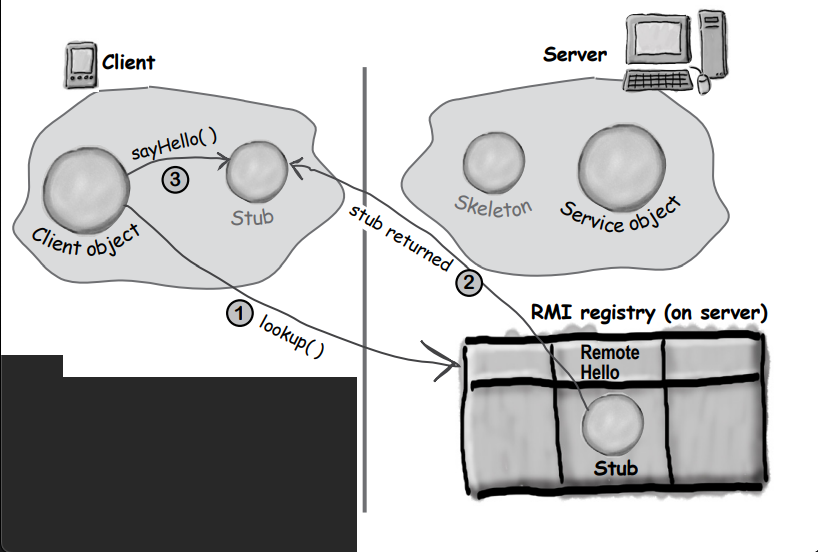 Client
Server
sayHello( )
3
Stub
Client object
Skeleton
Service object
stub returned
2
1
lookup( )
RMI registry (on server)
Remote
Hello
Stub